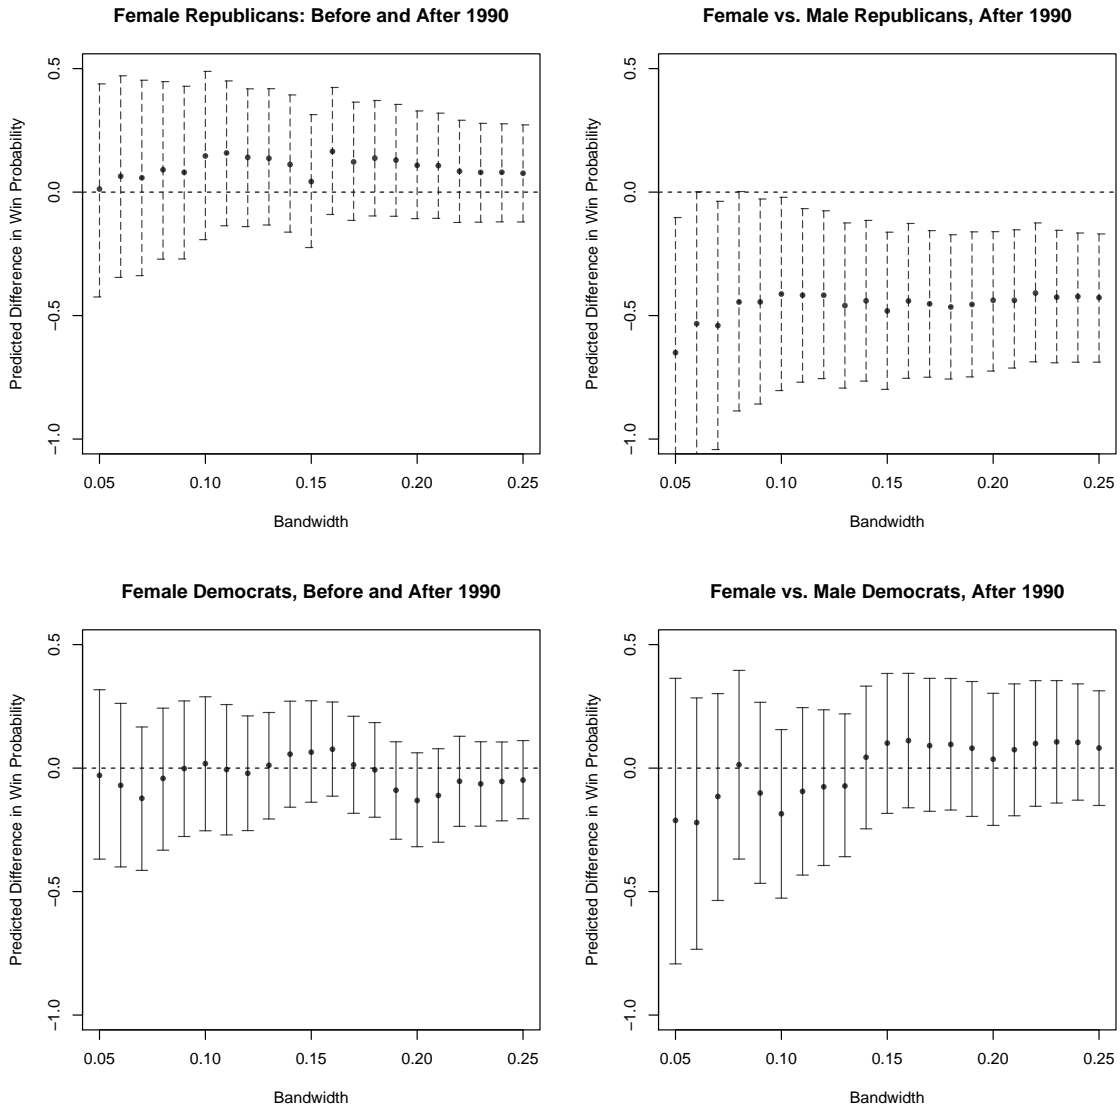 Female Republicans: Before and After 1990
Predicted Difference in Win Probability
0.5
0.0
−0.5
−1.0
0.05 0.10 0.15 0.20 0.25
Bandwidth
Female vs. Male Republicans, After 1990
Predicted Difference in Win Probability
0.5
0.0
−0.5
−1.0
0.05 0.10 0.15 0.20 0.25
Bandwidth
Female Democrats, Before and After 1990
Predicted Difference in Win Probability
0.5
0.0
−0.5
−1.0
0.05 0.10 0.15 0.20 0.25
Bandwidth
Female vs. Male Democrats, After 1990
Predicted Difference in Win Probability
0.5
0.0
−0.5
−1.0
0.05 0.10 0.15 0.20 0.25
Bandwidth